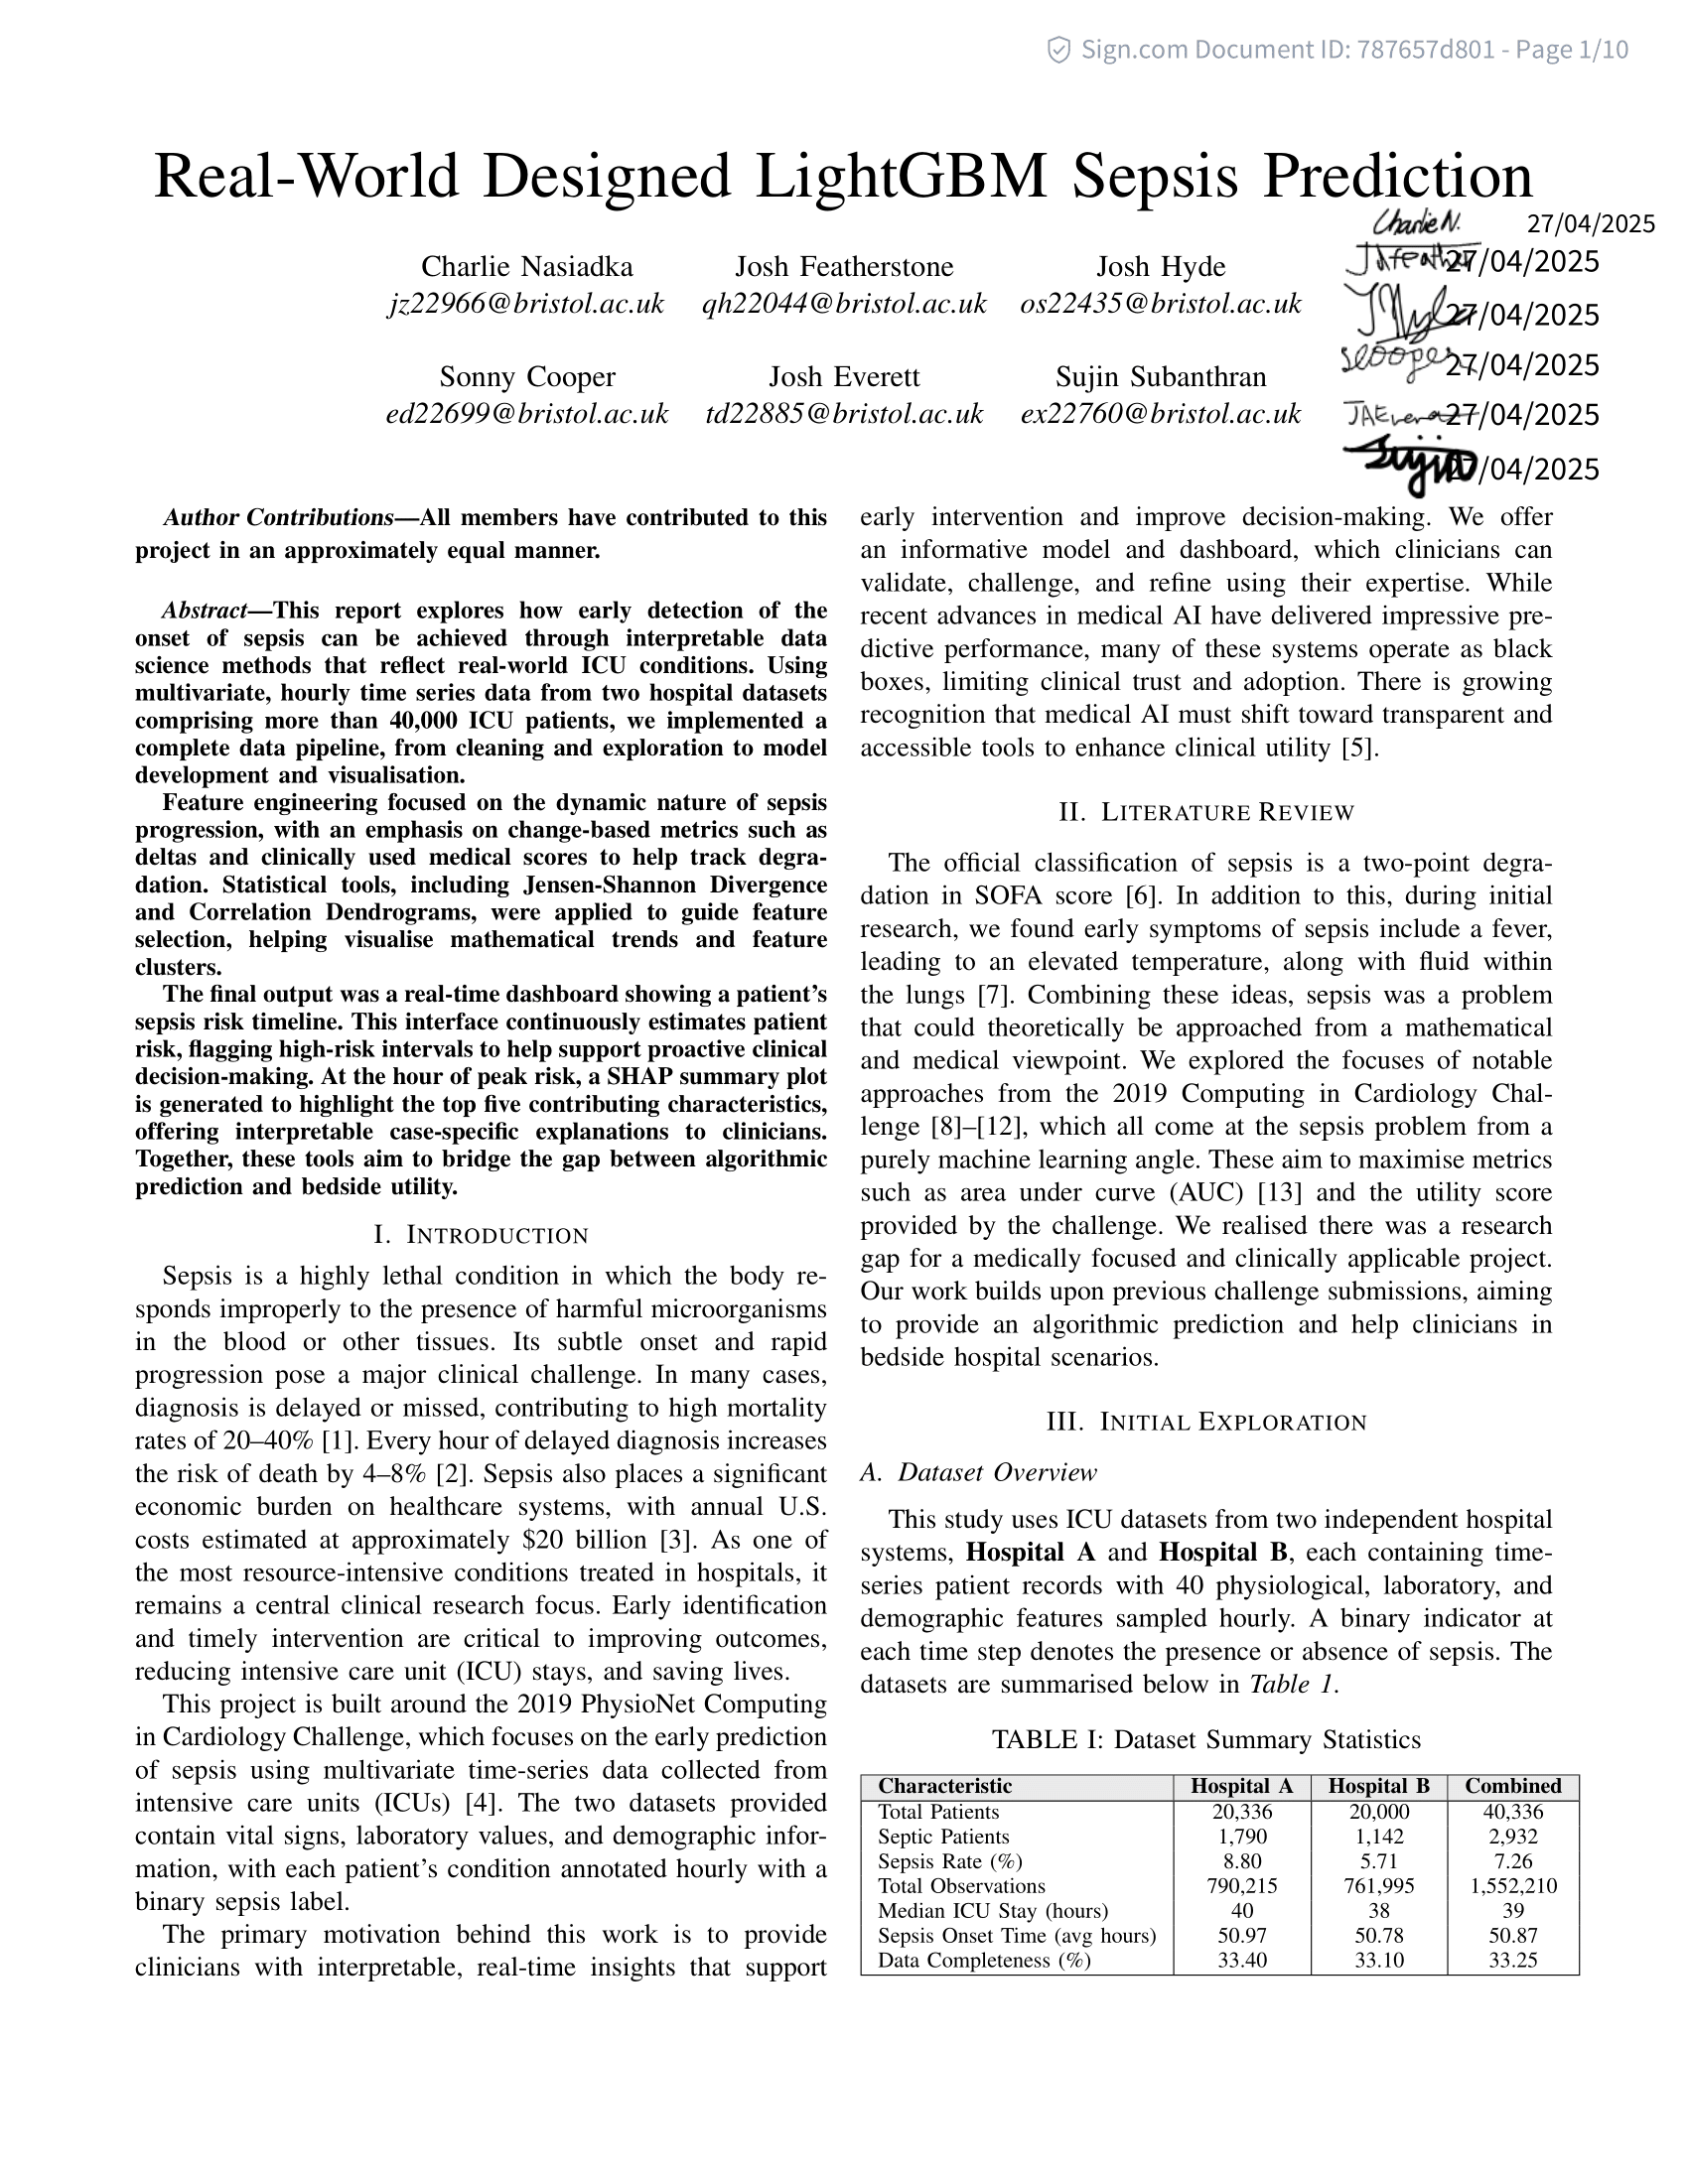 Sign.com Document ID: 787657d801 - Page 1/10
Real-World Designed LightGBM Sepsis Prediction
Charlie N. 27/04/2025
Charlie Nasiadka Josh Featherstone Josh Hyde
27/04/2025
jz22966@bristol.ac.uk qh22044@bristol.ac.uk os22435@bristol.ac.uk
27/04/2025
27/04/2025
Sonny Cooper Josh Everett Sujin Subanthran
ed22699@bristol.ac.uk td22885@bristol.ac.uk ex22760@bristol.ac.uk
27/04/2025
Sujin 27/04/2025
Author Contributions—All members have contributed to this
project in an approximately equal manner.
Abstract—This report explores how early detection of the
onset of sepsis can be achieved through interpretable data
science methods that reflect real-world ICU conditions. Using
multivariate, hourly time series data from two hospital datasets
comprising more than 40,000 ICU patients, we implemented a
complete data pipeline, from cleaning and exploration to model
development and visualisation.
Feature engineering focused on the dynamic nature of sepsis
progression, with an emphasis on change-based metrics such as
deltas and clinically used medical scores to help track degra-
dation. Statistical tools, including Jensen-Shannon Divergence
and Correlation Dendrograms, were applied to guide feature
selection, helping visualise mathematical trends and feature
clusters.
The final output was a real-time dashboard showing a patient's
sepsis risk timeline. This interface continuously estimates patient
risk, flagging high-risk intervals to help support proactive clinical
decision-making. At the hour of peak risk, a SHAP summary plot
is generated to highlight the top five contributing characteristics,
offering interpretable case-specific explanations to clinicians.
Together, these tools aim to bridge the gap between algorithmic
prediction and bedside utility.
I. INTRODUCTION
Sepsis is a highly lethal condition in which the body re-
sponds improperly to the presence of harmful microorganisms
in the blood or other tissues. Its subtle onset and rapid
progression pose a major clinical challenge. In many cases,
diagnosis is delayed or missed, contributing to high mortality
rates of 20–40% [1]. Every hour of delayed diagnosis increases
the risk of death by 4–8% [2]. Sepsis also places a significant
economic burden on healthcare systems, with annual U.S.
costs estimated at approximately $20 billion [3]. As one of
the most resource-intensive conditions treated in hospitals, it
remains a central clinical research focus. Early identification
and timely intervention are critical to improving outcomes,
reducing intensive care unit (ICU) stays, and saving lives.
This project is built around the 2019 PhysioNet Computing
in Cardiology Challenge, which focuses on the early prediction
of sepsis using multivariate time-series data collected from
intensive care units (ICUs) [4]. The two datasets provided
contain vital signs, laboratory values, and demographic infor-
mation, with each patient's condition annotated hourly with a
binary sepsis label.
The primary motivation behind this work is to provide
clinicians with interpretable, real-time insights that support
early intervention and improve decision-making. We offer
an informative model and dashboard, which clinicians can
validate, challenge, and refine using their expertise. While
recent advances in medical AI have delivered impressive pre-
dictive performance, many of these systems operate as black
boxes, limiting clinical trust and adoption. There is growing
recognition that medical AI must shift toward transparent and
accessible tools to enhance clinical utility [5].
II. LITERATURE REVIEW
The official classification of sepsis is a two-point degra-
dation in SOFA score [6]. In addition to this, during initial
research, we found early symptoms of sepsis include a fever,
leading to an elevated temperature, along with fluid within
the lungs [7]. Combining these ideas, sepsis was a problem
that could theoretically be approached from a mathematical
and medical viewpoint. We explored the focuses of notable
approaches from the 2019 Computing in Cardiology Chal-
lenge [8]–[12], which all come at the sepsis problem from a
purely machine learning angle. These aim to maximise metrics
such as area under curve (AUC) [13] and the utility score
provided by the challenge. We realised there was a research
gap for a medically focused and clinically applicable project.
Our work builds upon previous challenge submissions, aiming
to provide an algorithmic prediction and help clinicians in
bedside hospital scenarios.
III. INITIAL EXPLORATION
A. Dataset Overview
This study uses ICU datasets from two independent hospital
systems, Hospital A and Hospital B, each containing time-
series patient records with 40 physiological, laboratory, and
demographic features sampled hourly. A binary indicator at
each time step denotes the presence or absence of sepsis. The
datasets are summarised below in Table 1.
TABLE I: Dataset Summary Statistics
Characteristic Hospital A Hospital B Combined
Total Patients 20,336 20,000 40,336
Septic Patients 1,790 1,142 2,932
Sepsis Rate (%) 8.80 5.71 7.26
Total Observations 790,215 761,995 1,552,210
Median ICU Stay (hours) 40 38 39
Sepsis Onset Time (avg hours) 50.97 50.78 50.87
Data Completeness (%) 33.40 33.10 33.25